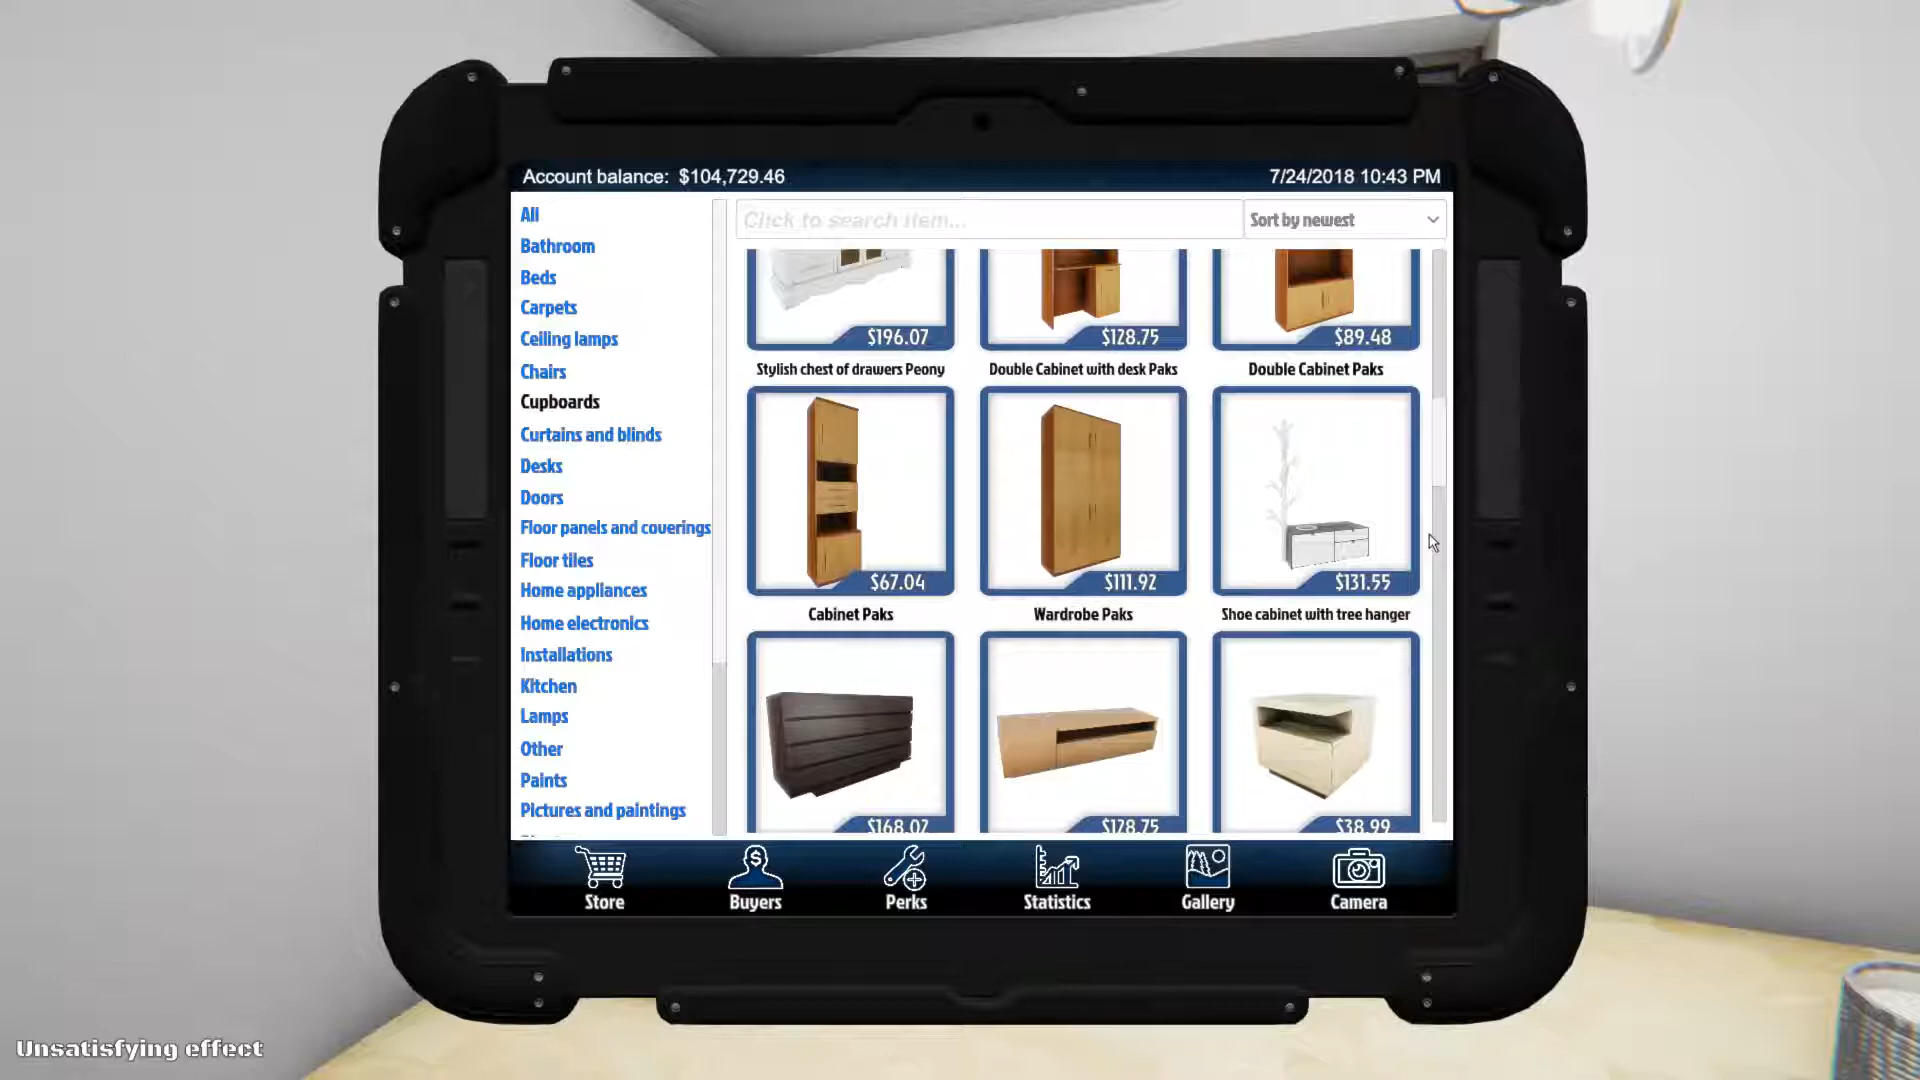 Account balance: $104,729.46
7/24/2018 10:43 PM
All
Bathroom
Beds
Carpets
Ceiling lamps
Chairs
Cupboards
Curtains and blinds
Desks
Doors
Floor panels and coverings
Floor tiles
Home appliances
Home electronics
Installations
Kitchen
Lamps
Other
Paints
Pictures and paintings
Click to search item...
Sort by newest
$196.07
$128.75
$89.48
Stylish chest of drawers Peony
Double Cabinet with desk Paks
Double Cabinet Paks
$67.04
$111.92
$131.55
Cabinet Paks
Wardrobe Paks
Shoe cabinet with tree hanger
$168.02
$128.75
$38.99
Store
Buyers
Perks
Statistics
Gallery
Camera
Unsatisfying effect